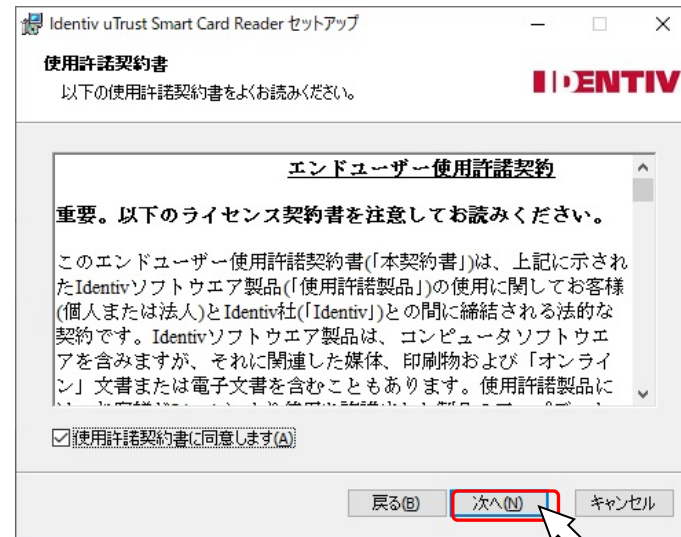 Identiv uTrust Smart Card Reader セットアップ
使用許諾契約書
以下の使用許諾契約書をよくお読みください。
IDENTIV
エンドユーザー使用許諾契約
重要。以下のライセンス契約書を注意してお読みください。
このエンドユーザー使用許諾契約書(「本契約書」)は、上記に示され
たIdentivソフトウエア製品(「使用許諾製品」)の使用に関してお客様
(個人または法人)とIdentiv社(「Identiv」)との間に締結される法的な
契約です。Identivソフトウエア製品は、コンピュータソフトウエ
アを含みますが、それに関連した媒体、印刷物および「オンライ
ン」文書または電子文書を含むこともあります。使用許諾製品に
使用許諾契約書に同意します(A)
戻る(B)
次へ(N)
キャンセル